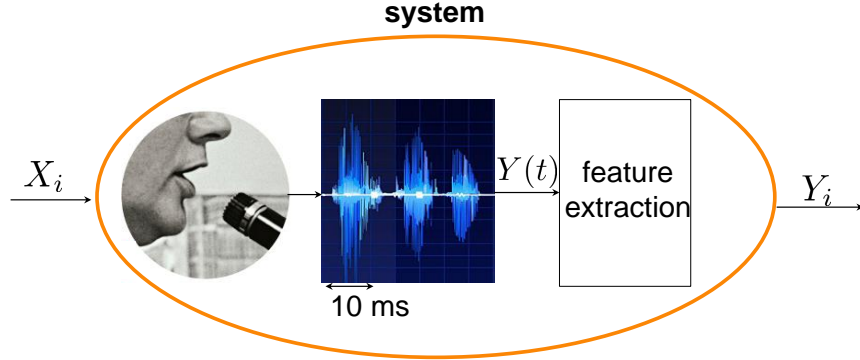 system
X_i
Y(t)
feature
extraction
Y_i
10 ms